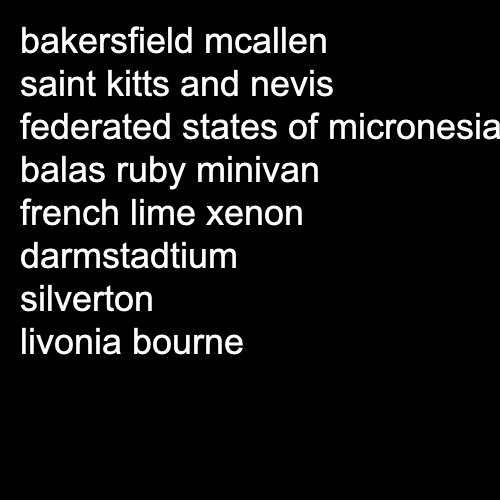 bakersfield mcallen
saint kitts and nevis
federated states of micronesia
balas ruby minivan
french lime xenon
darmstadtium
silverton
livonia bourne